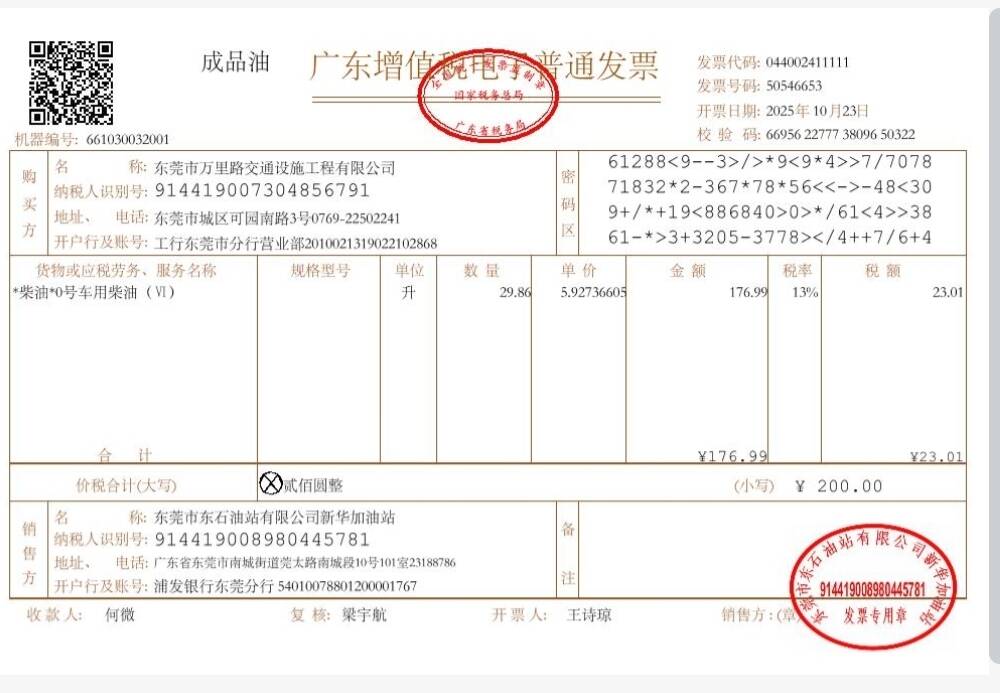 成品油
广东增值税电子普通发票
全国统一发票监制章
国家税务总局
广东省税务局
发票代码: 044002411111
发票号码: 50546653
开票日期: 2025年10月23日
校 验 码: 66956 22777 38096 50322
机器编号: 661030032001
购买方
名 称: 东莞市万里路交通设施工程有限公司
纳税人识别号: 914419007304856791
地址、 电话: 东莞市城区可园南路3号0769-22502241
开户行及账号: 工行东莞市分行营业部2010021319022102868
密码区
61288<9--3>/>*9<9*4>>7/7078
71832*2-367*78*56<<->-48<30
9+/*+19<886840>0>*/61<4>>38
61-*>3+3205-3778></4++7/6+4
货物或应税劳务、服务名称 规格型号 单位 数 量 单 价 金 额 税率 税 额
*柴油*0号车用柴油（Ⅵ） 升 29.86 5.92736605 176.99 13% 23.01
合 计 ¥176.99 ¥23.01
价税合计(大写) 贰佰圆整 (小写) ¥ 200.00
销售方
名 称: 东莞市东石油站有限公司新华加油站
纳税人识别号: 914419008980445781
地址、 电话: 广东省东莞市南城街道莞太路南城段10号101室23188786
开户行及账号: 浦发银行东莞分行 54010078801200001767
备注
收 款 人: 何微 复 核: 梁宇航 开 票 人: 王诗琼 销售方: (章)
东莞市东石油站有限公司新华加油站
914419008980445781
发票专用章